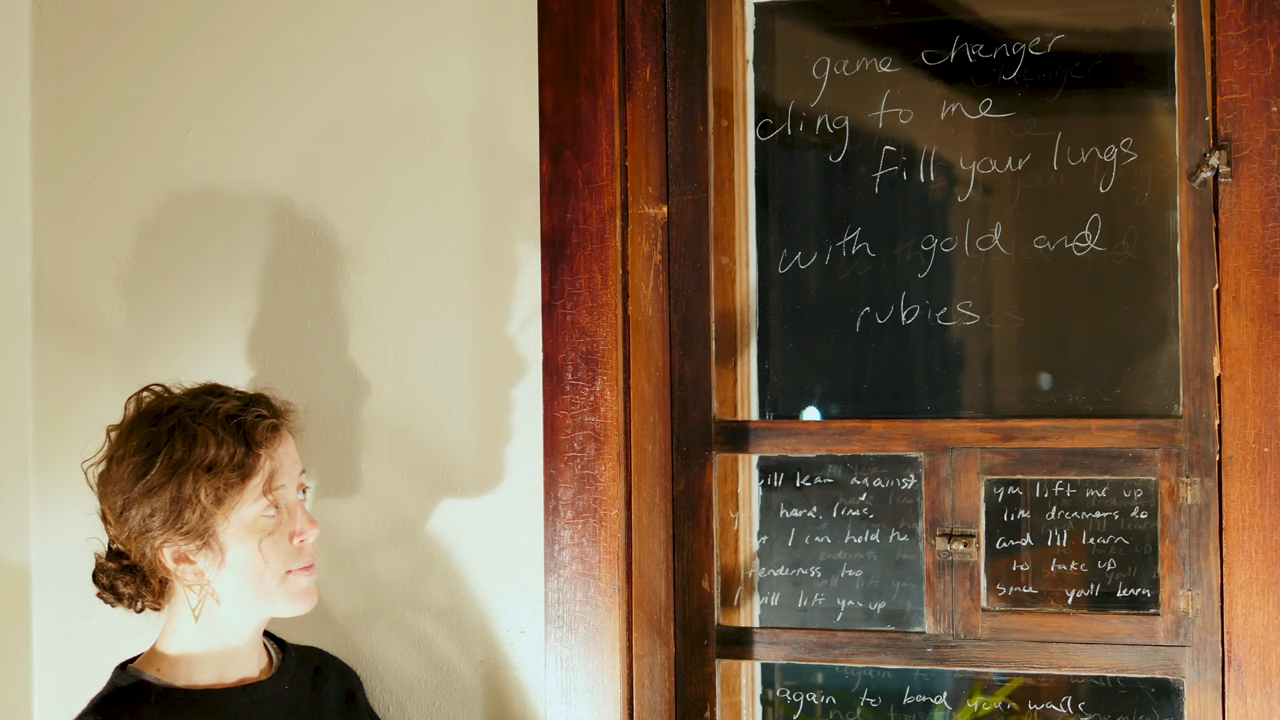 game changer
cling to me
fill your lungs
with gold and
rubies
will lean against
hard lines
I can hold the
tenderness too
I will lift you up
you lift me up
like dreamers do
and I'll learn
to take up
space you'll learn
again to bend your walls